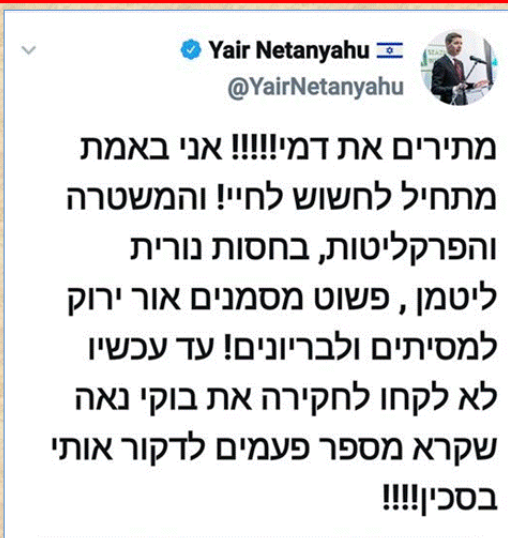 Yair Netanyahu 🇮🇱
@YairNetanyahu
מתירים את דמי!!!!! אני באמת
מתחיל לחשוש לחיי! והמשטרה
והפרקליטות, בחסות נורית
ליטמן , פשוט מסמנים אור ירוק
למסיתים ולבריונים! עד עכשיו
לא לקחו לחקירה את בוקי נאה
שקרא מספר פעמים לדקור אותי
בסכין!!!!